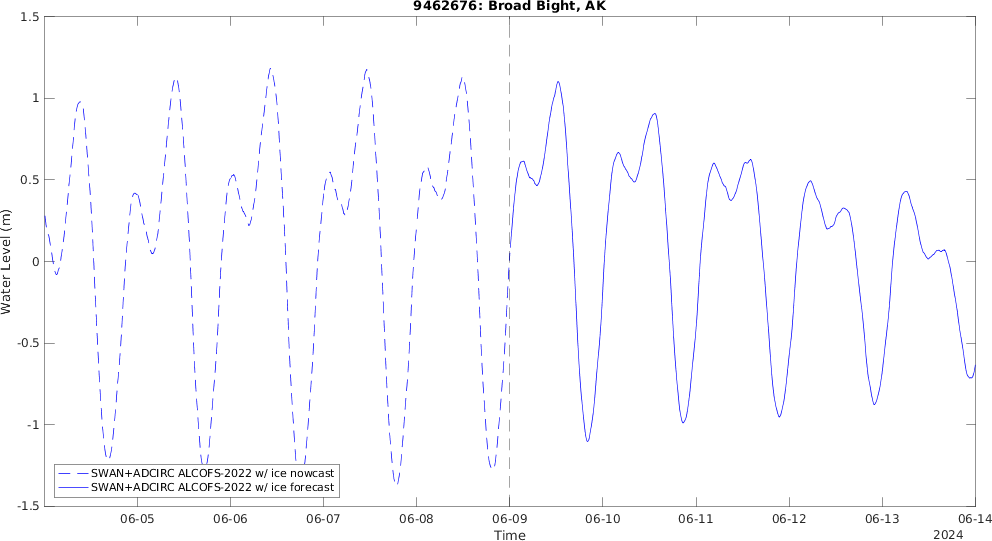 9462676: Broad Bight, AK
1.5
1
0.5
0
-0.5
-1
-1.5
Water Level (m)
SWAN+ADCIRC ALCOFS-2022 w/ ice nowcast
SWAN+ADCIRC ALCOFS-2022 w/ ice forecast
06-05 06-06 06-07 06-08 06-09 06-10 06-11 06-12 06-13 06-14
Time
2024